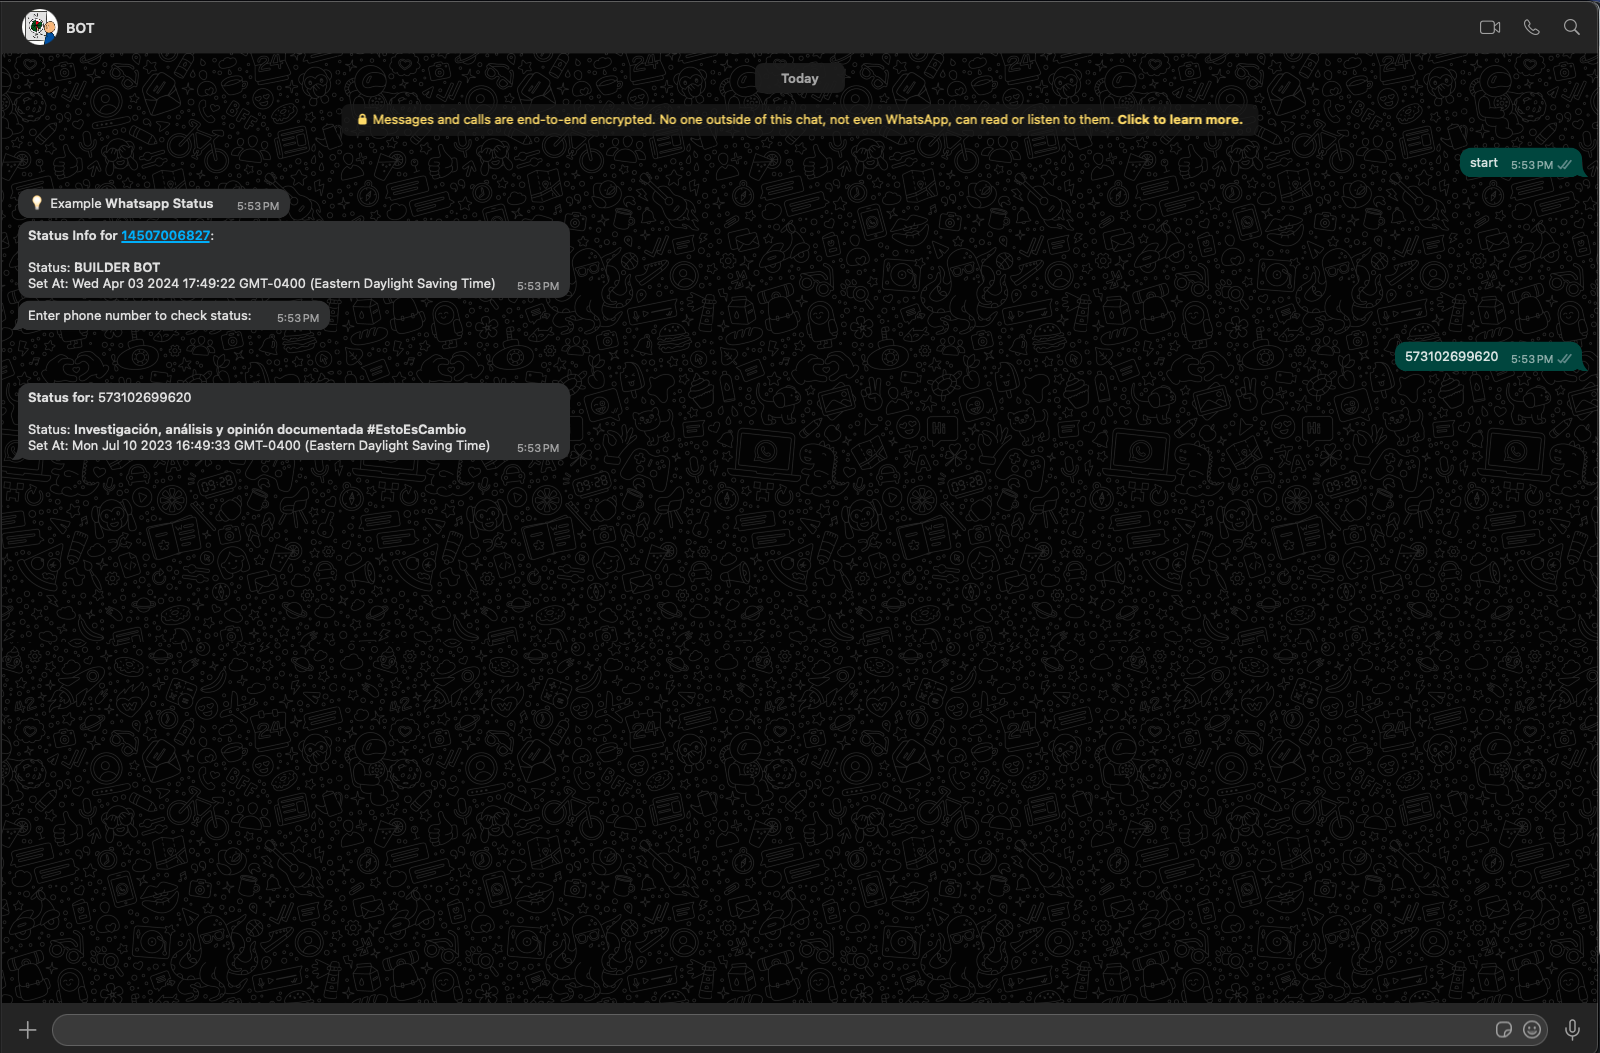 BOT
Today
Messages and calls are end-to-end encrypted. No one outside of this chat, not even WhatsApp, can read or listen to them. Click to learn more.
start 5:53 PM
Example Whatsapp Status 5:53 PM
Status Info for 14507006827:
Status: BUILDER BOT
Set At: Wed Apr 03 2024 17:49:22 GMT-0400 (Eastern Daylight Saving Time) 5:53 PM
Enter phone number to check status: 5:53 PM
573102699620 5:53 PM
Status for: 573102699620
Status: Investigación, análisis y opinión documentada #EstoEsCambio
Set At: Mon Jul 10 2023 16:49:33 GMT-0400 (Eastern Daylight Saving Time) 5:53 PM